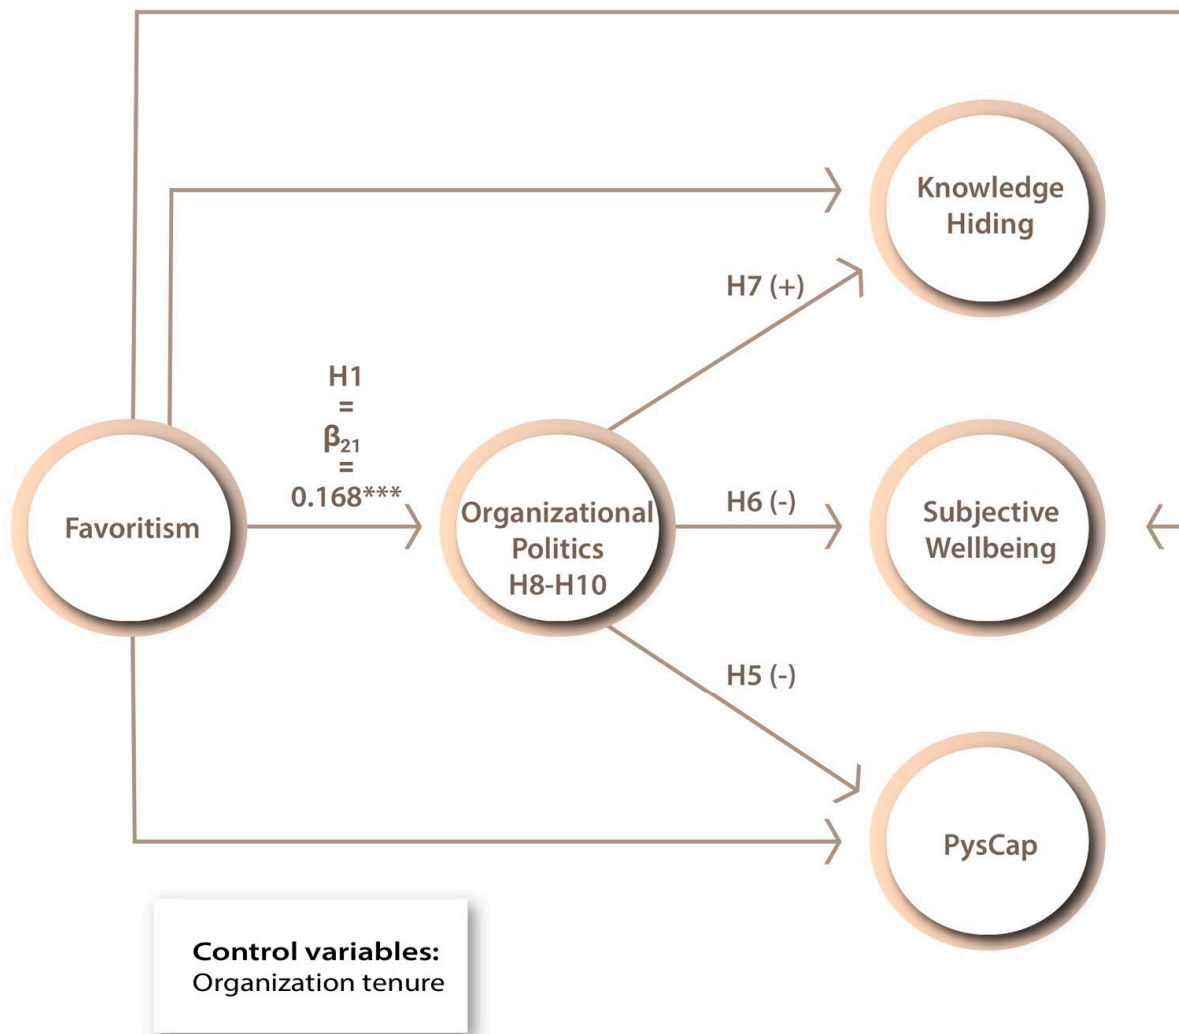 Knowledge
Hiding
H7 (+)
H1
=
β₂₁
=
0.168***
Favoritism
Organizational
Politics
H8-H10
H6 (-)
Subjective
Wellbeing
H5 (-)
PysCap
Control variables:
Organization tenure